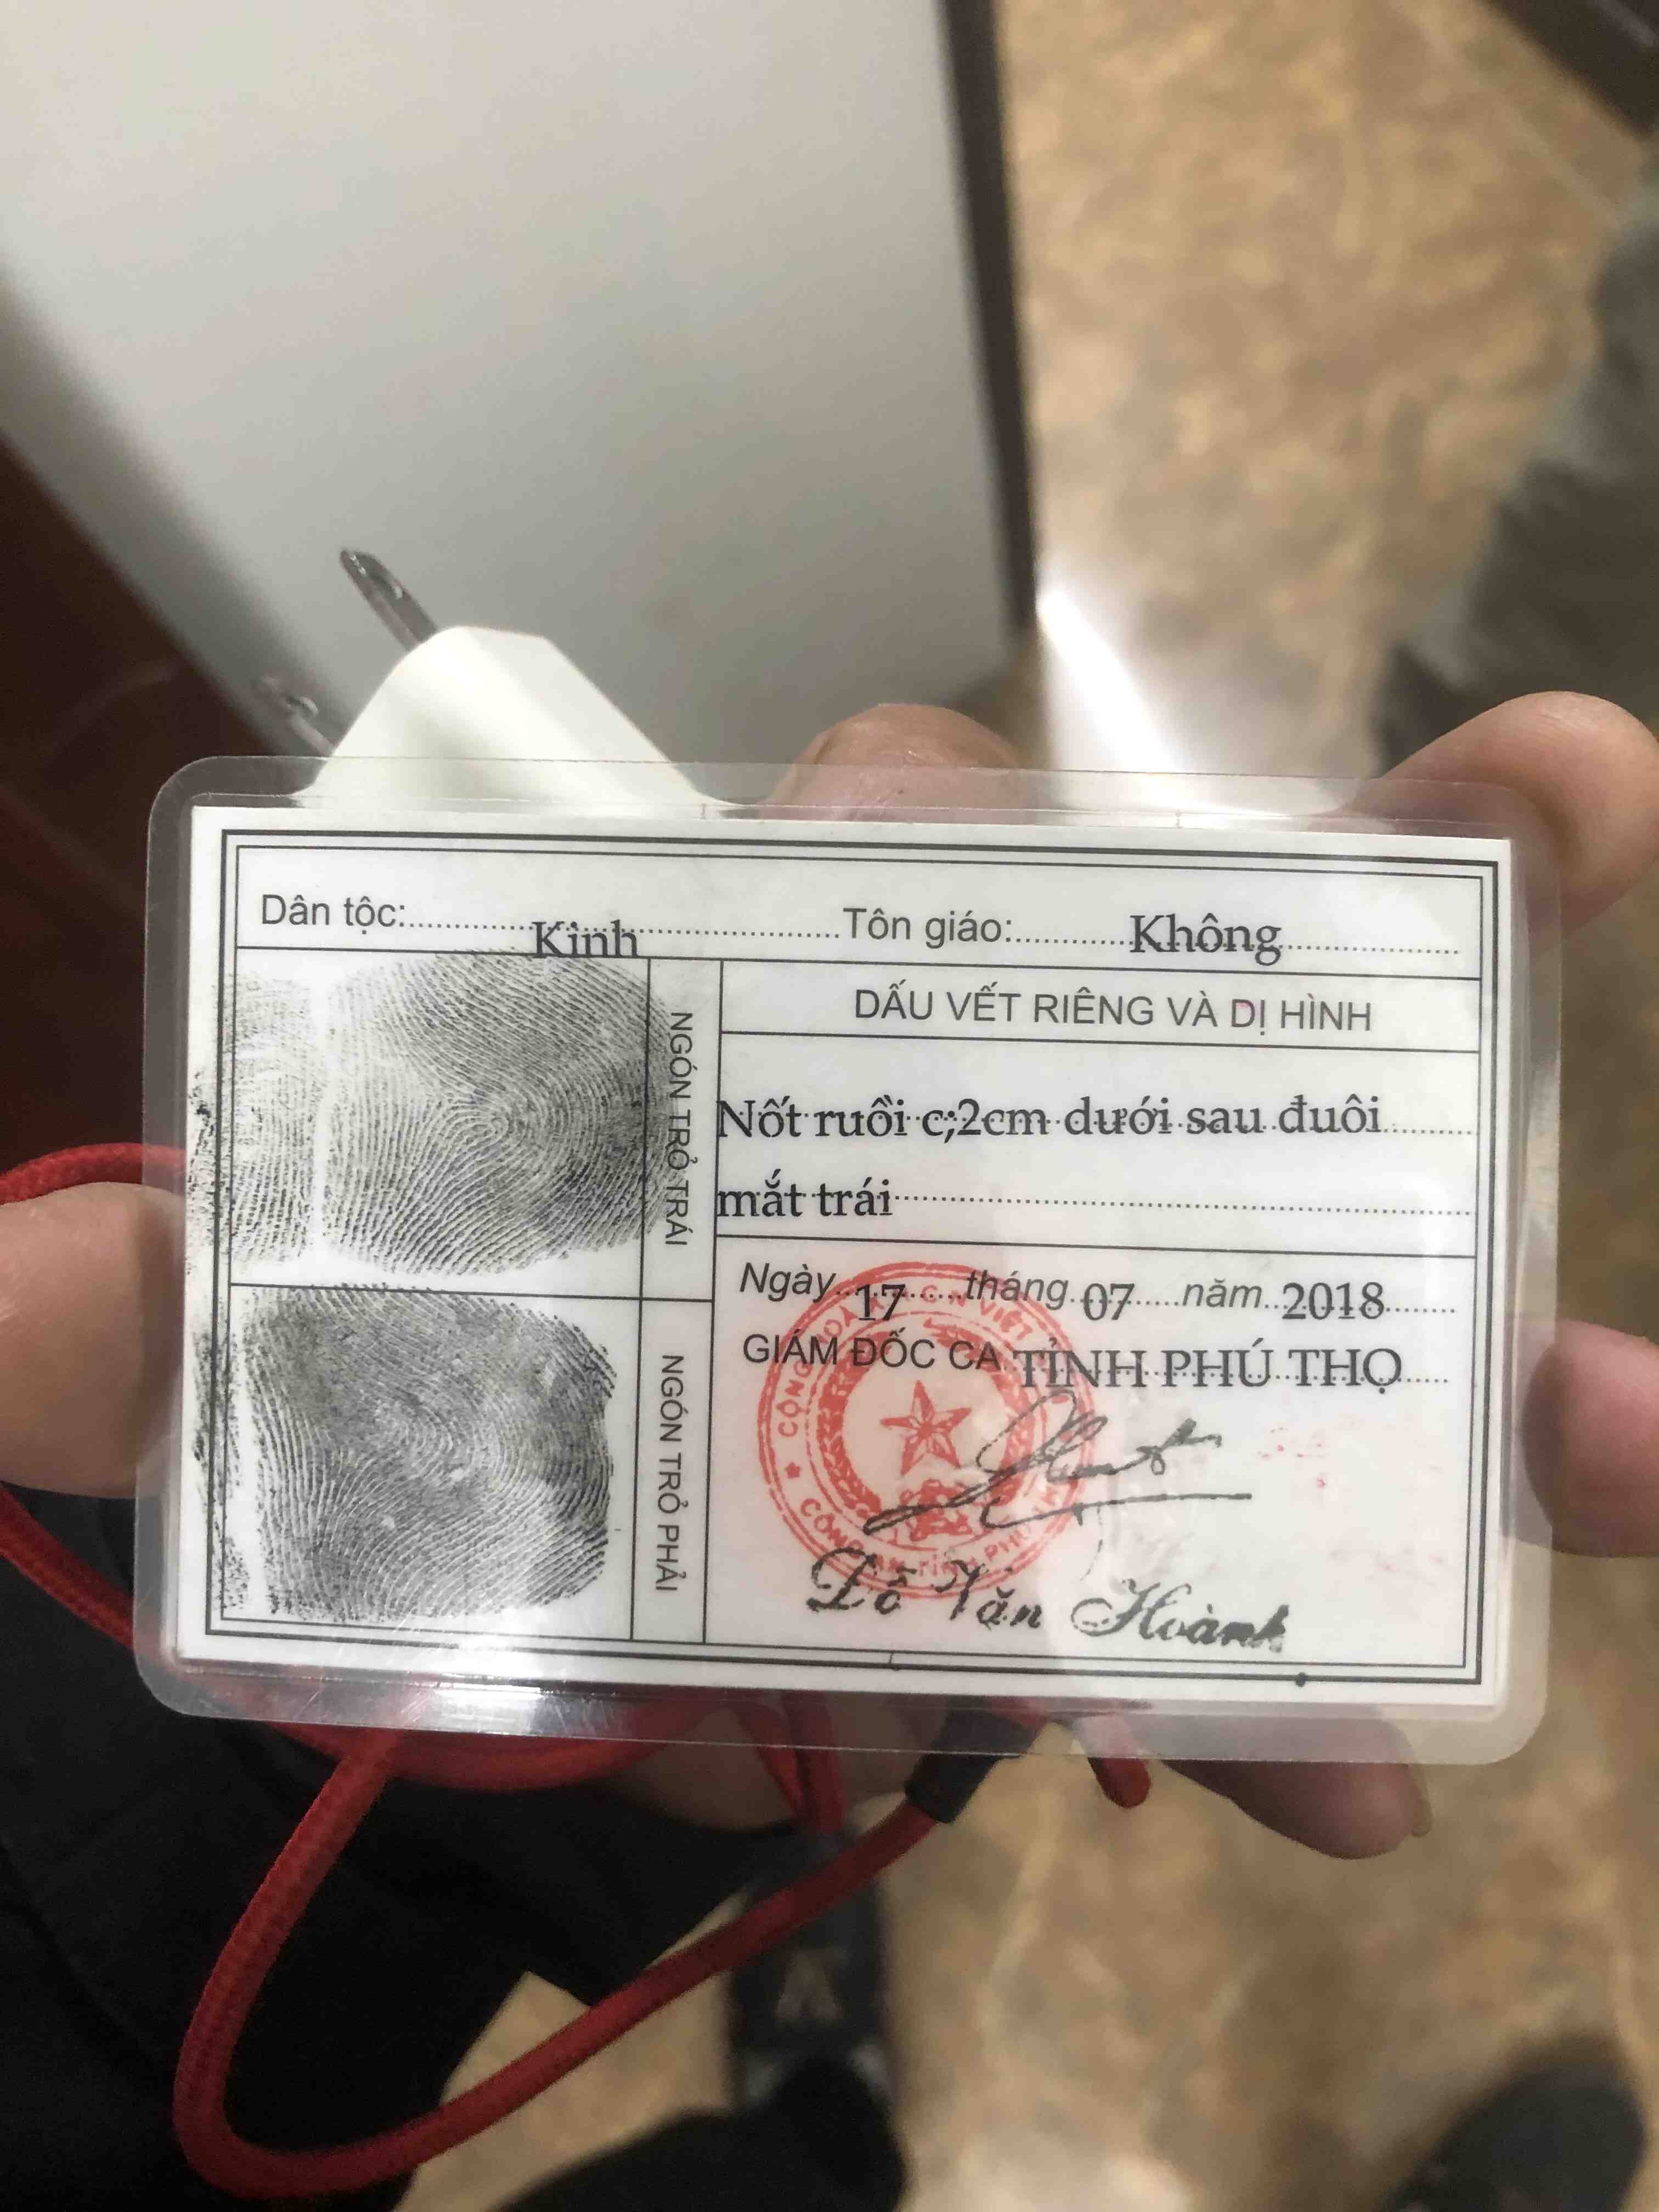 Dân tộc: Kinh Tôn giáo: Không
NGÓN TRỎ TRÁI
DẤU VẾT RIÊNG VÀ DỊ HÌNH
Nốt ruồi c;2cm dưới sau đuôi
mắt trái
NGÓN TRỎ PHẢI
Ngày 17 tháng 07 năm 2018
GIÁM ĐỐC CA TỈNH PHÚ THỌ
Đỗ Văn Hoành